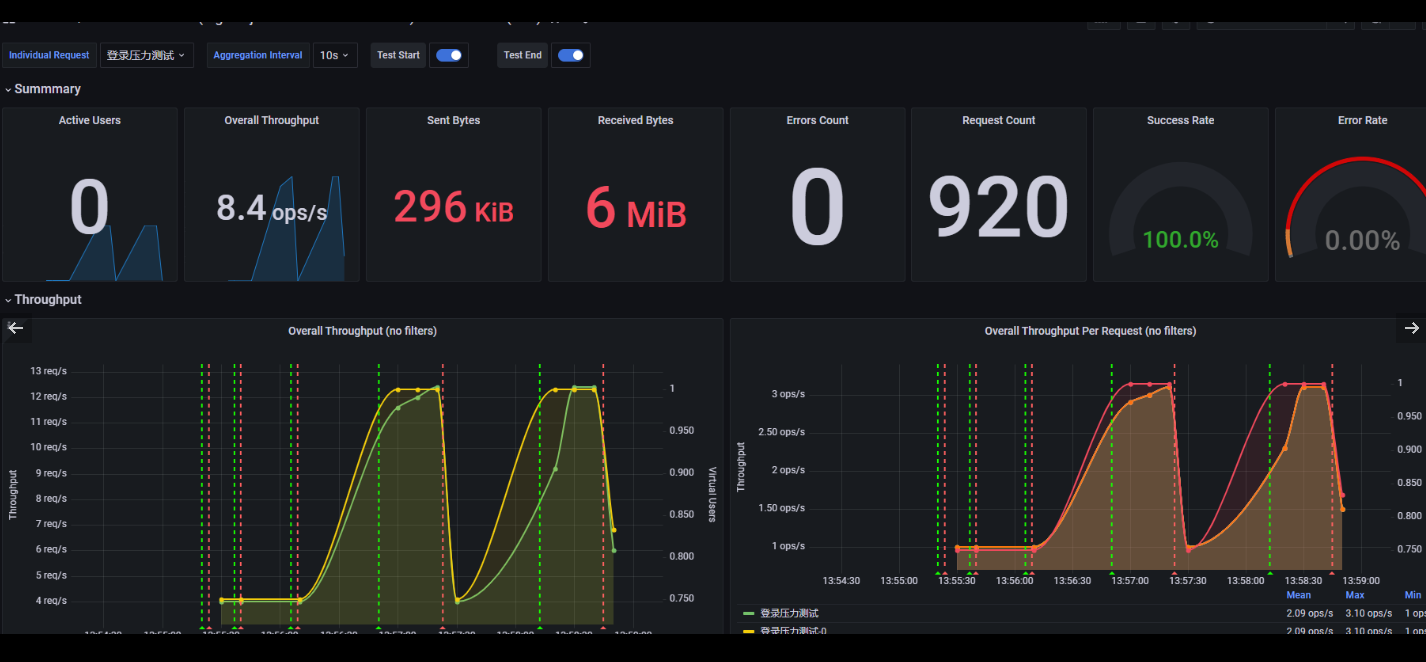 Individual Request 登录压力测试 Aggregation Interval 10s Test Start Test End
Summmary
Active Users
0
Overall Throughput
8.4 ops/s
Sent Bytes
296 KiB
Received Bytes
6 MiB
Errors Count
0
Request Count
920
Success Rate
100.0%
Error Rate
0.00%
Throughput
Overall Throughput (no filters)
Throughput
13 req/s
12 req/s
11 req/s
10 req/s
9 req/s
8 req/s
7 req/s
6 req/s
5 req/s
4 req/s
1
0.950
0.900
0.850
0.800
0.750
Virtual Users
Overall Throughput Per Request (no filters)
Throughput
3 ops/s
2.50 ops/s
2 ops/s
1.50 ops/s
1 ops/s
1
0.950
0.900
0.850
0.800
0.750
13:54:30 13:55:00 13:55:30 13:56:00 13:56:30 13:57:00 13:57:30 13:58:00 13:58:30 13:59:00
Mean Max Min
登录压力测试 2.09 ops/s 3.10 ops/s 1 ops
登录压力测试-0 2.09 ops/s 3.10 ops/s 1 ops